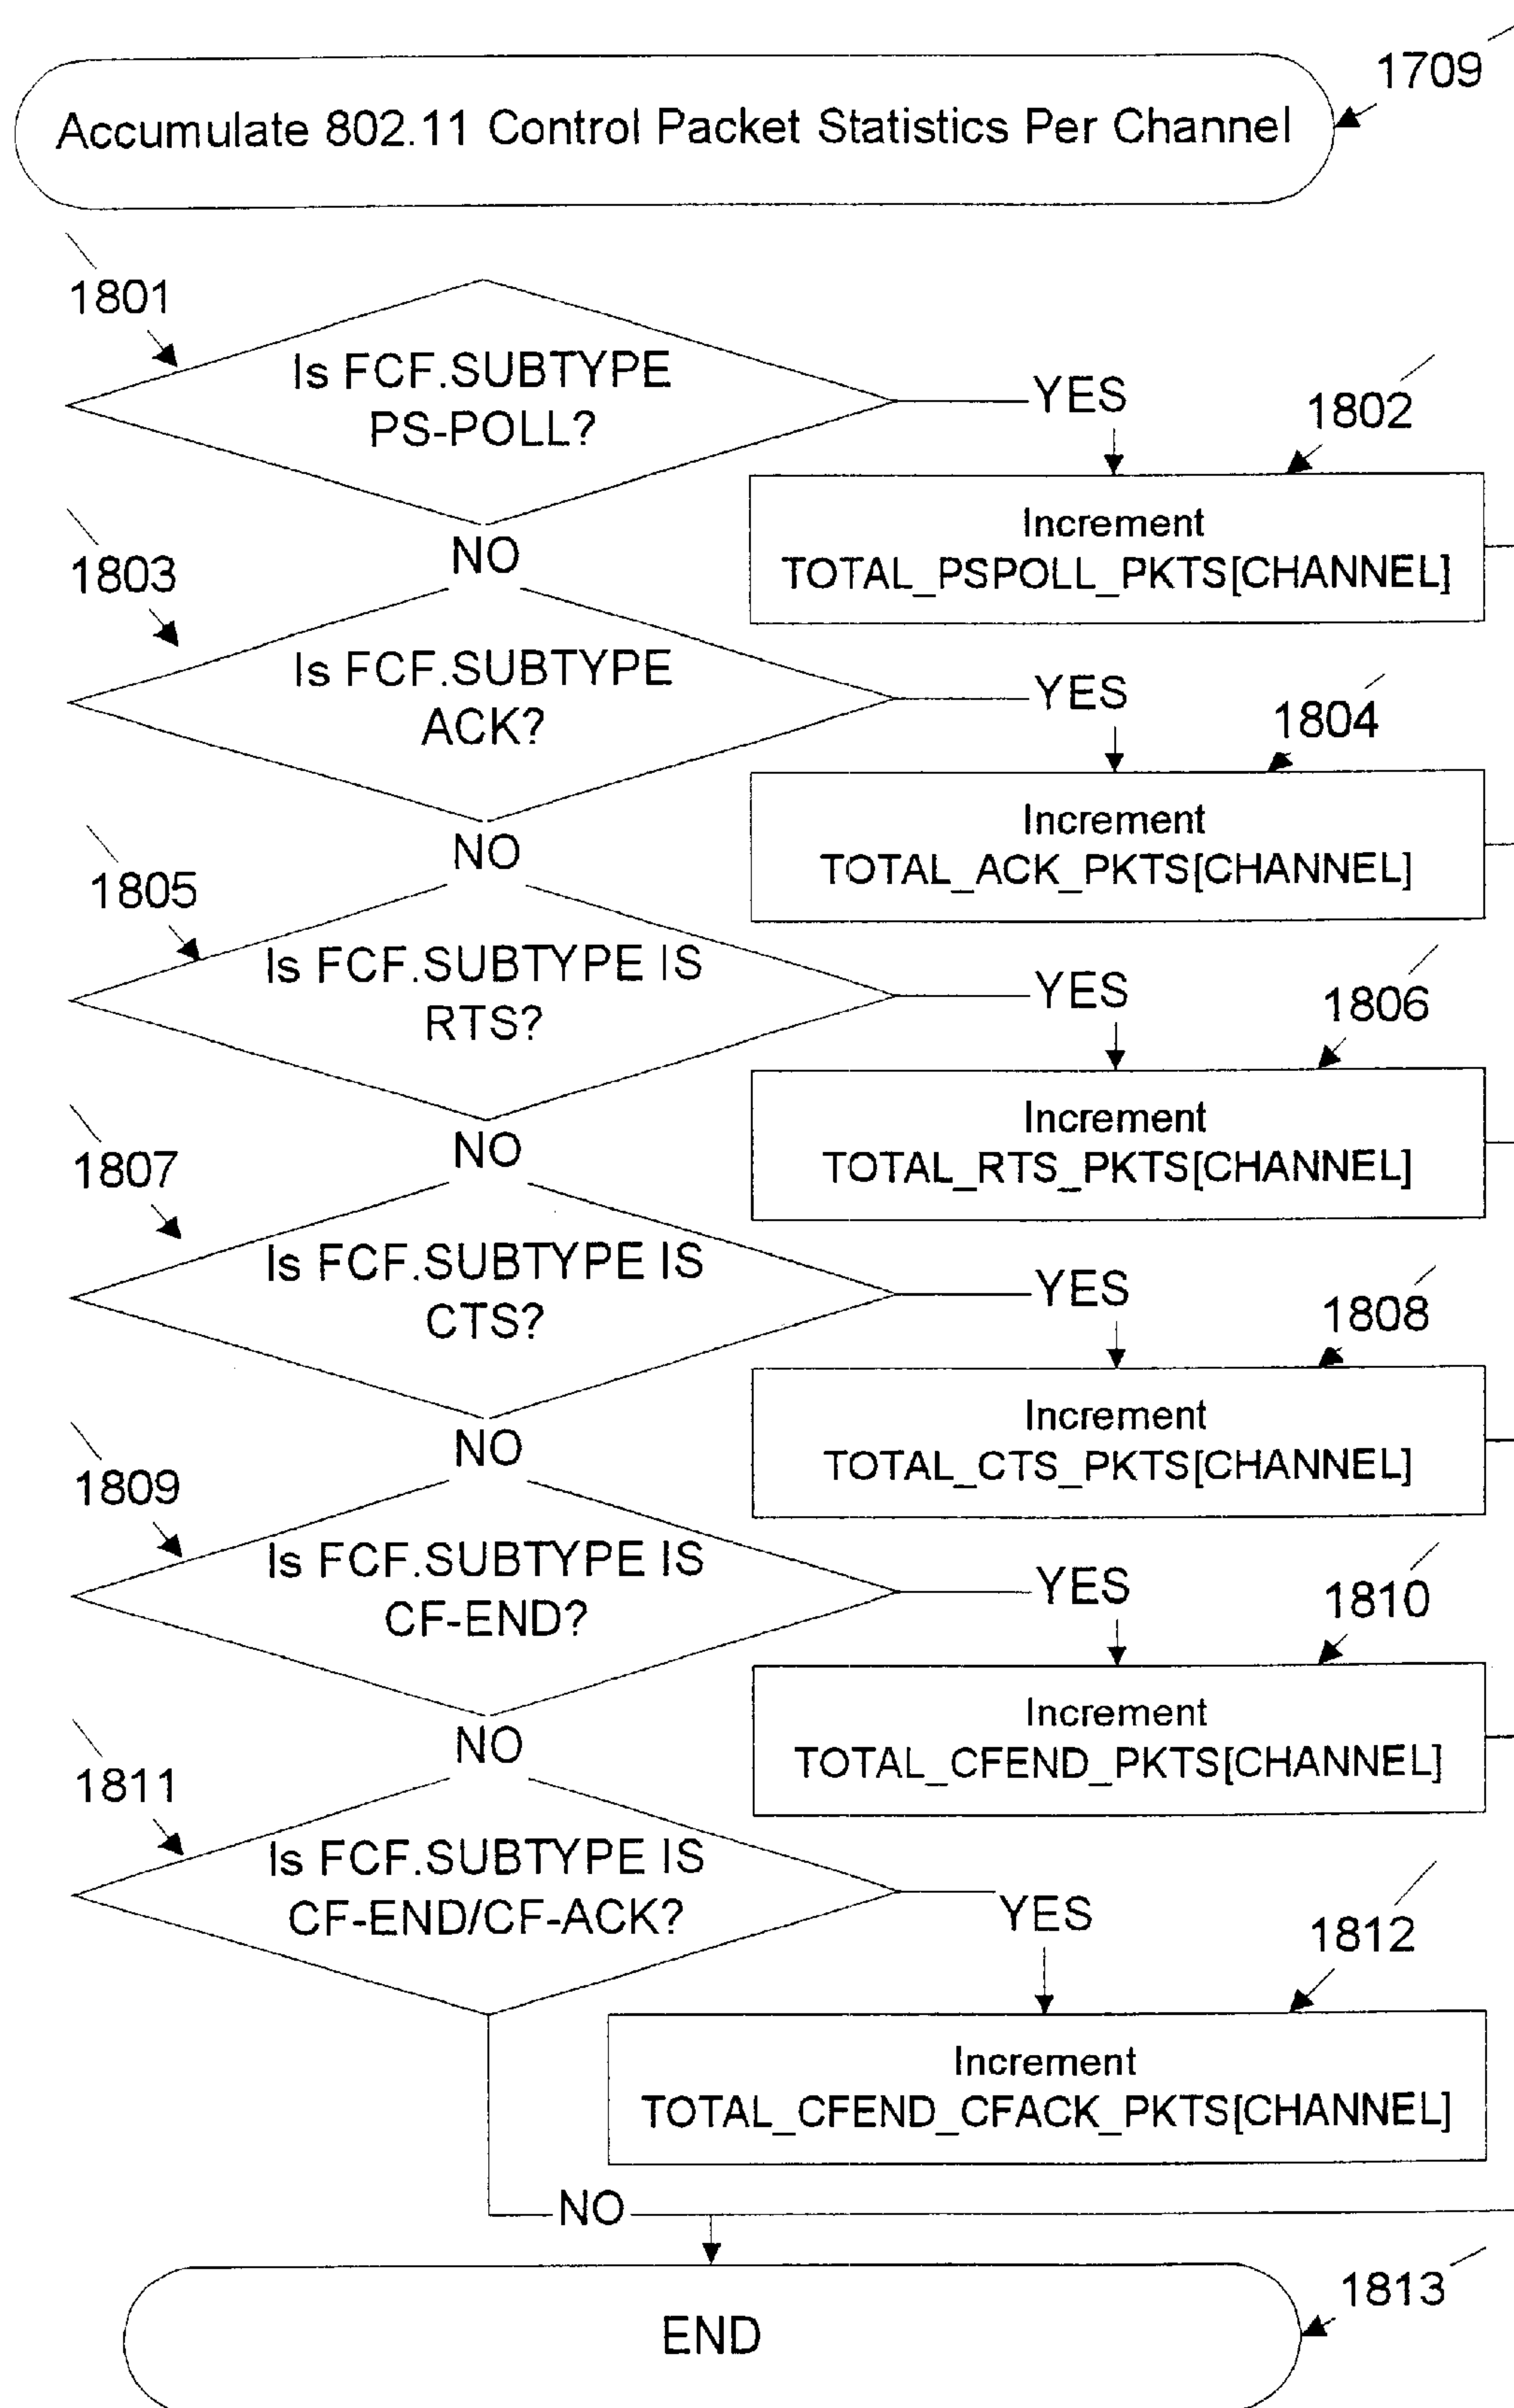 1709
Accumulate 802.11 Control Packet Statistics Per Channel
1801
Is FCF.SUBTYPE
PS-POLL?
YES
1802
Increment
TOTAL_PSPOLL_PKTS[CHANNEL]
NO
1803
Is FCF.SUBTYPE
ACK?
YES
1804
Increment
TOTAL_ACK_PKTS[CHANNEL]
NO
1805
Is FCF.SUBTYPE IS
RTS?
YES
1806
Increment
TOTAL_RTS_PKTS[CHANNEL]
NO
1807
Is FCF.SUBTYPE IS
CTS?
YES
1808
Increment
TOTAL_CTS_PKTS[CHANNEL]
NO
1809
Is FCF.SUBTYPE IS
CF-END?
YES
1810
Increment
TOTAL_CFEND_PKTS[CHANNEL]
NO
1811
Is FCF.SUBTYPE IS
CF-END/CF-ACK?
YES
1812
Increment
TOTAL_CFEND_CFACK_PKTS[CHANNEL]
NO
1813
END